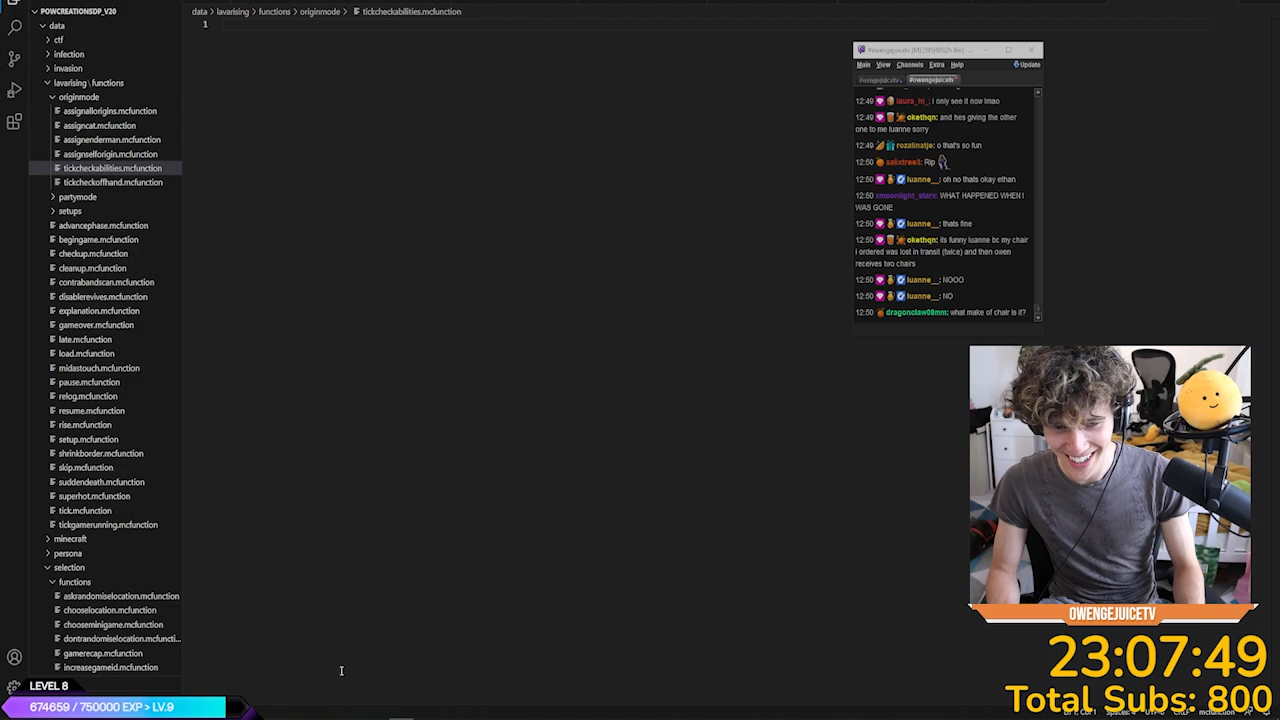 POWCREATIONSDP_V20
data
ctf
infection
invasion
lavarising \ functions
originmode
assignallorigins.mcfunction
assigncat.mcfunction
assignenderman.mcfunction
assignselforigin.mcfunction
tickcheckabilities.mcfunction
tickcheckoffhand.mcfunction
partymode
setups
advancephase.mcfunction
begingame.mcfunction
checkup.mcfunction
cleanup.mcfunction
contrabandscan.mcfunction
disablerevives.mcfunction
explanation.mcfunction
gameover.mcfunction
late.mcfunction
load.mcfunction
midastouch.mcfunction
pause.mcfunction
relog.mcfunction
resume.mcfunction
rise.mcfunction
setup.mcfunction
shrinkborder.mcfunction
skip.mcfunction
suddendeath.mcfunction
superhot.mcfunction
tick.mcfunction
tickgamerunning.mcfunction
minecraft
persona
selection
functions
askrandomiselocation.mcfunction
chooselocation.mcfunction
chooseminigame.mcfunction
dontrandomiselocation.mcfuncti...
gamerecap.mcfunction
increasegameid.mcfunction
LEVEL 8
674659 / 750000 EXP > LV.9
data > lavarising > functions > originmode > tickcheckabilities.mcfunction
1
Main View Channels Extra Help Update
#owengejuicetv
12:49 laura_hi_: i only see it now lmao
12:49 okethqn: and hes giving the other
one to me luanne sorry
12:49 rozalinatje: o that's so fun
12:50 salixtree3: Rip
12:50 luanne__: oh no thats okay ethan
12:50 xmoonlight_stars: WHAT HAPPENED WHEN I
WAS GONE
12:50 luanne__: thats fine
12:50 okethqn: its funny luanne bc my chair
i ordered was lost in transit (twice) and then owen
receives two chairs
12:50 luanne__: NOOO
12:50 luanne__: NO
12:50 dragonclaw08mm: what make of chair is it?
OWENGEJUICETV
23:07:49
Total Subs: 800